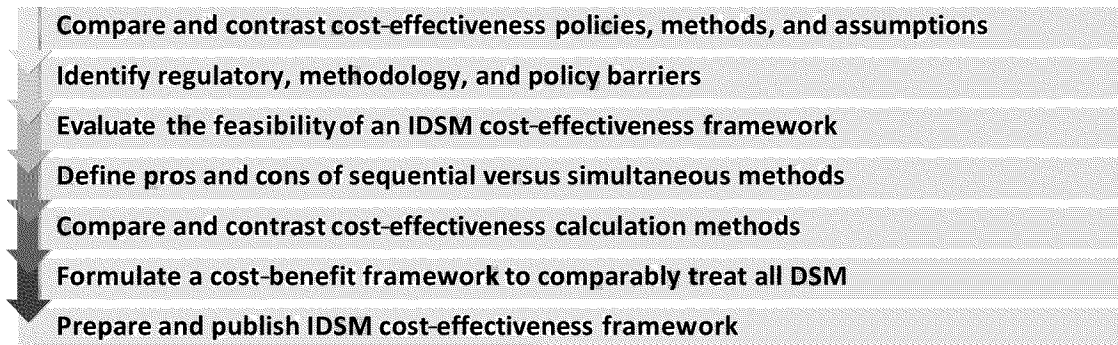 Compare and contrast cost-effectiveness policies, methods, and assumptions
Identify regulatory, methodology, and policy barriers
Evaluate the feasibility of an IDSM cost-effectiveness framework
Define pros and cons of sequential versus simultaneous methods
Compare and contrast cost-effectiveness calculation methods
Formulate a cost-benefit framework to comparably treat all DSM
Prepare and publish IDSM cost-effectiveness framework